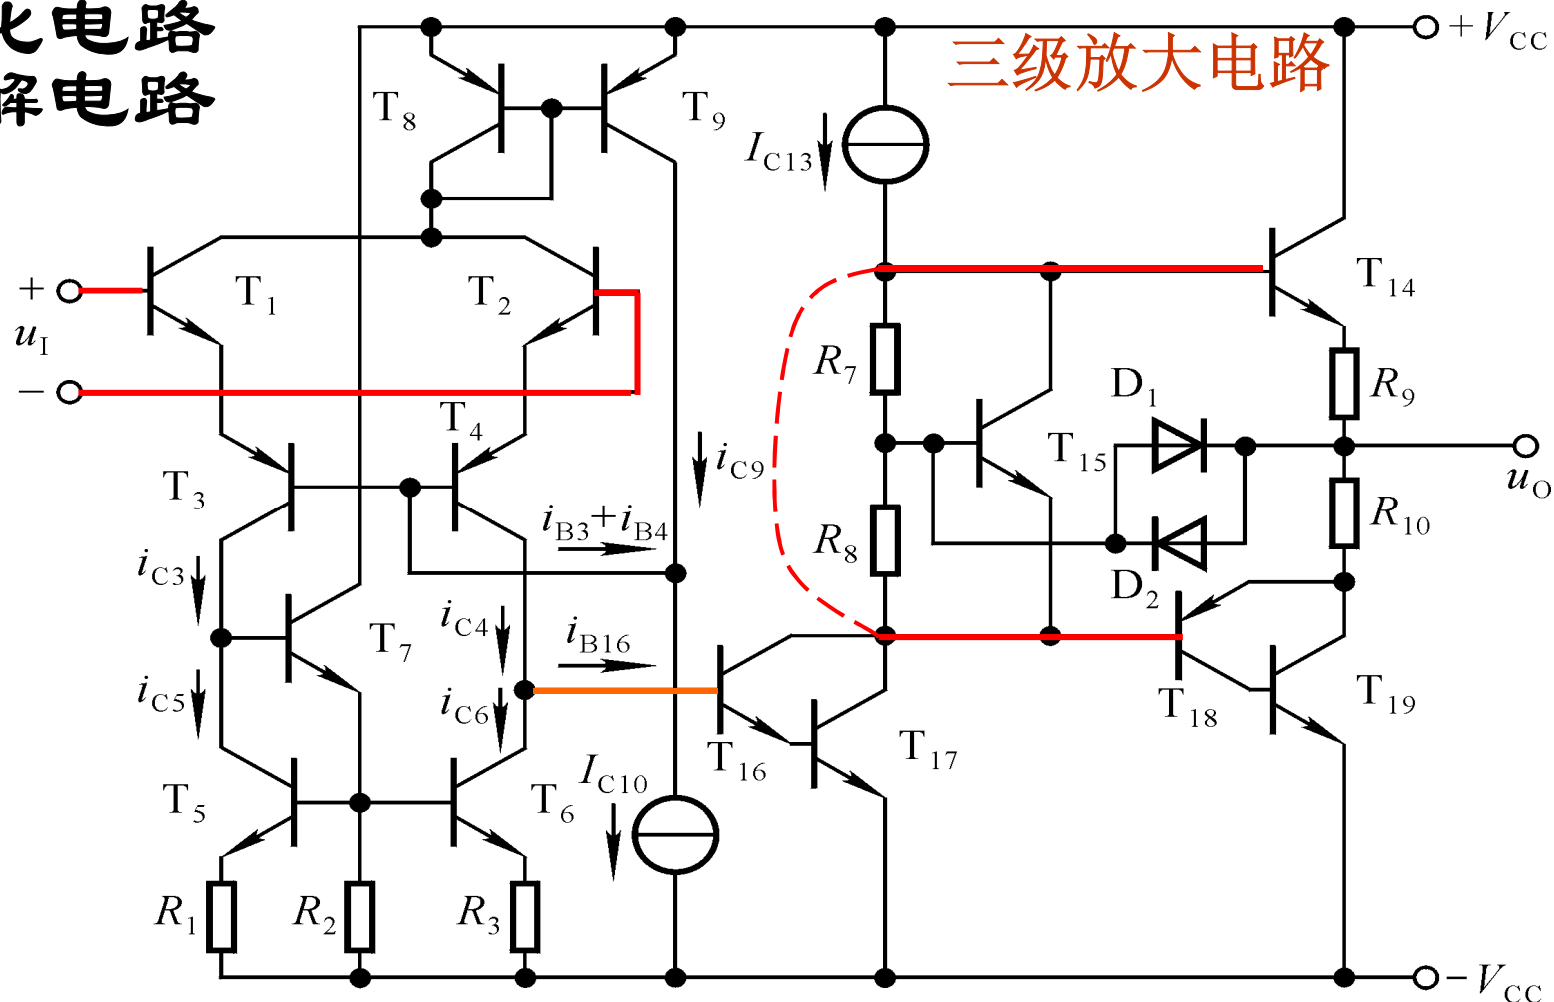 化电路
解电路
三级放大电路
+VCC
T8
T9
IC13
+
uI
−
T1
T2
T14
R7
R9
D1
T4
T15
iC9
uO
T3
iB3+iB4
R8
R10
iC3
D2
iC4
iB16
T7
iC5
iC6
T18
T19
T16
T17
IC10
T5
T6
R1
R2
R3
−VCC